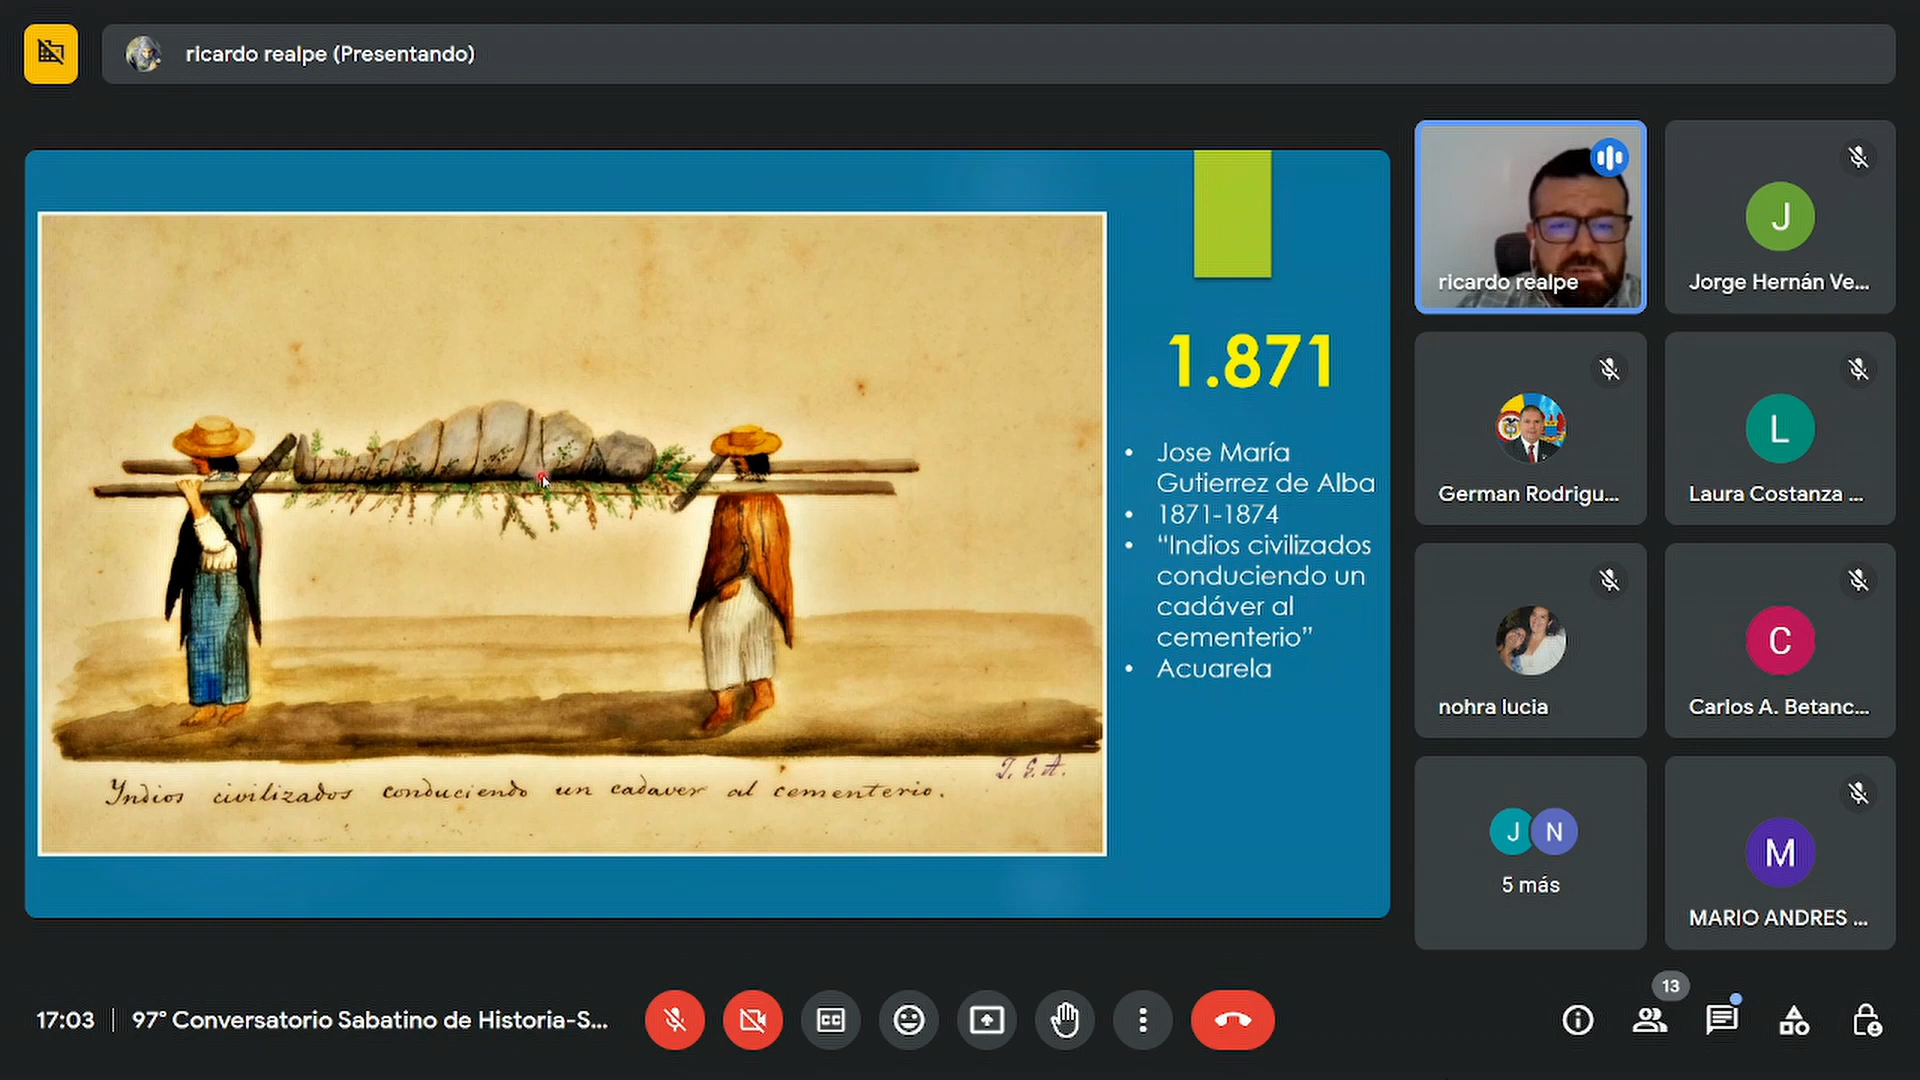 ricardo realpe (Presentando)
1.871
• Jose María
Gutierrez de Alba
• 1871-1874
• “Indios civilizados
conduciendo un
cadáver al
cementerio”
• Acuarela
J. G. A.
Yndios civilizados conduciendo un cadaver al cementerio.
ricardo realpe
J
Jorge Hernán Ve...
German Rodrigu...
L
Laura Costanza ...
nohra lucia
C
Carlos A. Betanc...
J N
5 más
M
MARIO ANDRES ...
17:03 | 97° Conversatorio Sabatino de Historia-S...
CC
13